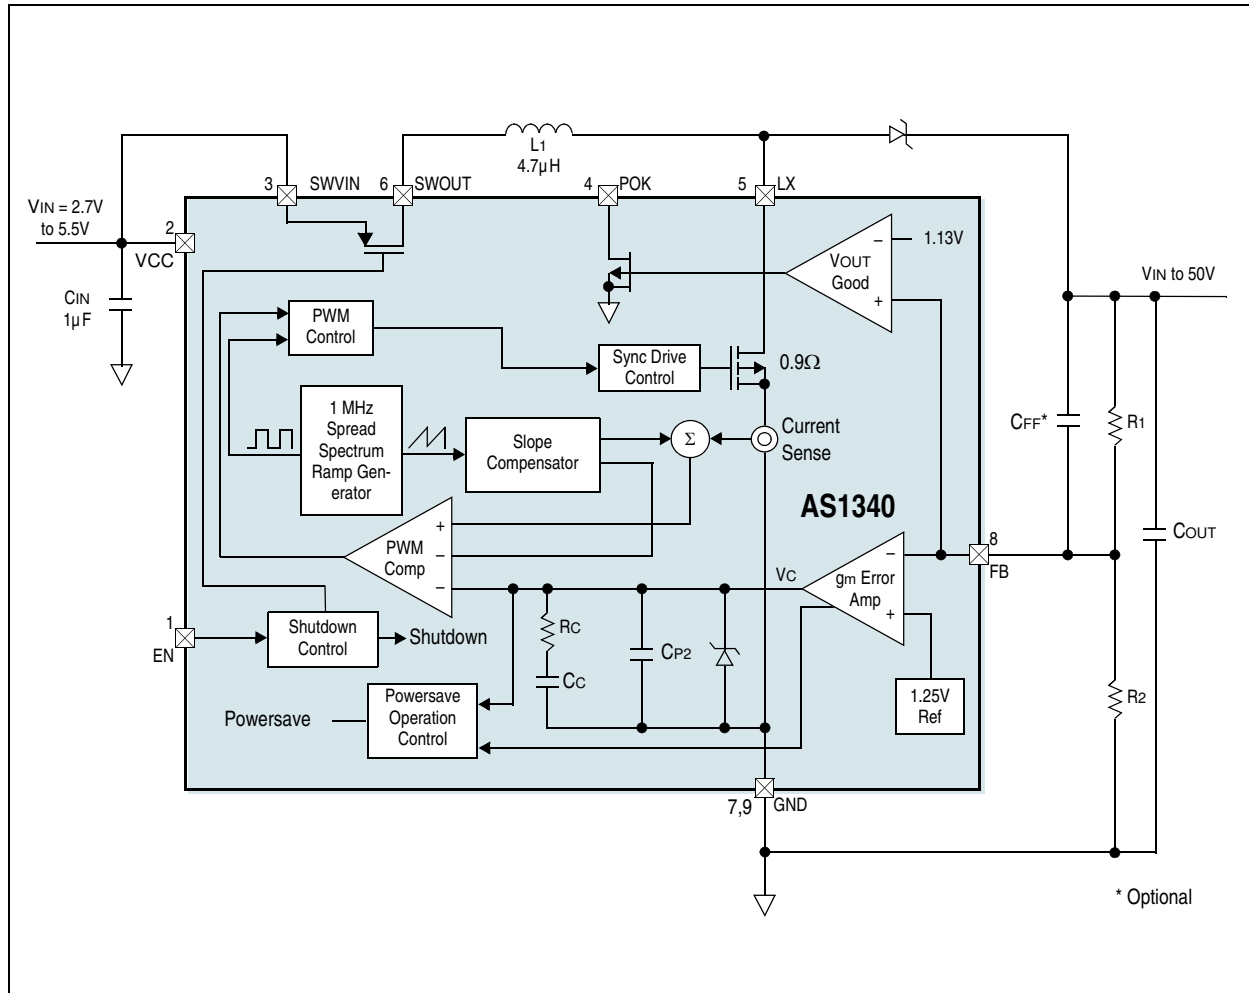 L1
4.7µH
3
SWVIN
6
SWOUT
4
POK
5
LX
VIN = 2.7V
to 5.5V
2
VCC
CIN
1µF
−
1.13V
VOUT
Good
+
VIN to 50V
PWM
Control
Sync Drive
Control
0.9Ω
1 MHz
Spread
Spectrum
Ramp Gen-
erator
Slope
Compensator
Σ
Current
Sense
CFF*
R1
AS1340
COUT
+
PWM
Comp
−
−
VC
−
gm Error
Amp
+
8
FB
1
EN
Shutdown
Control
Shutdown
RC
CC
CP2
1.25V
Ref
R2
Powersave
Powersave
Operation
Control
7,9
GND
* Optional